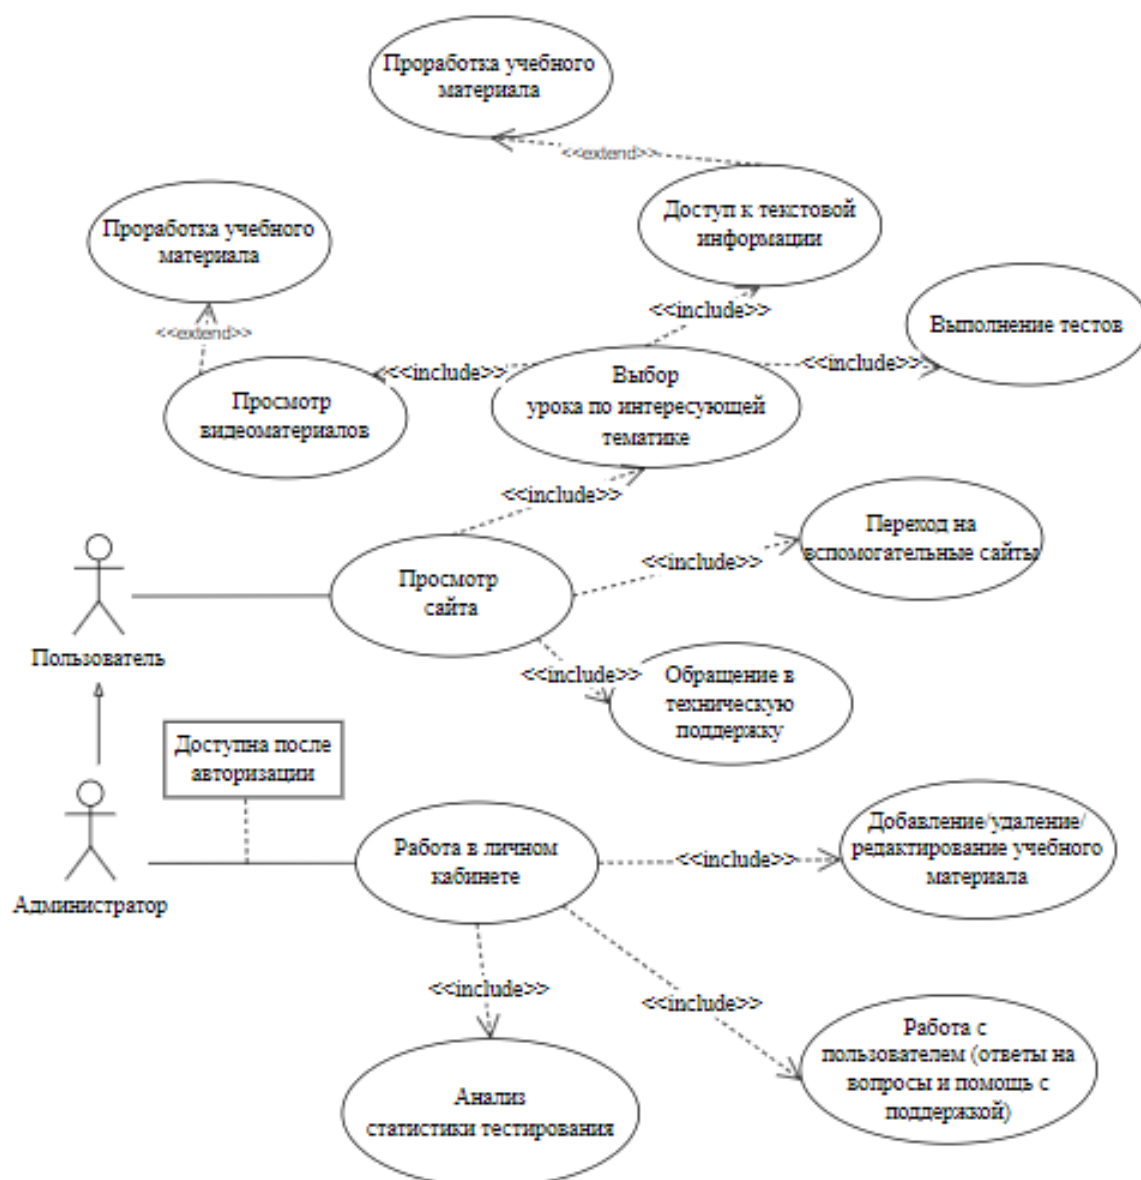 Проработка учебного
материала
<<extend>>
Доступ к текстовой
информации
Проработка учебного
материала
<<extend>>
<<include>>
Выполнение тестов
<<include>>
<<include>>
Просмотр
видеоматериалов
Выбор
урока по интересующей
тематике
<<include>>
Переход на
вспомогательные сайты
<<include>>
Просмотр
сайта
Пользователь
<<include>>
Обращение в
техническую
поддержку
Доступна после
авторизации
Добавление/удаление/
редактирование учебного
материала
Работа в личном
кабинете
<<include>>
Администратор
<<include>>
<<include>>
Работа с
пользователем (ответы на
вопросы и помощь с
поддержкой)
Анализ
статистики тестирования